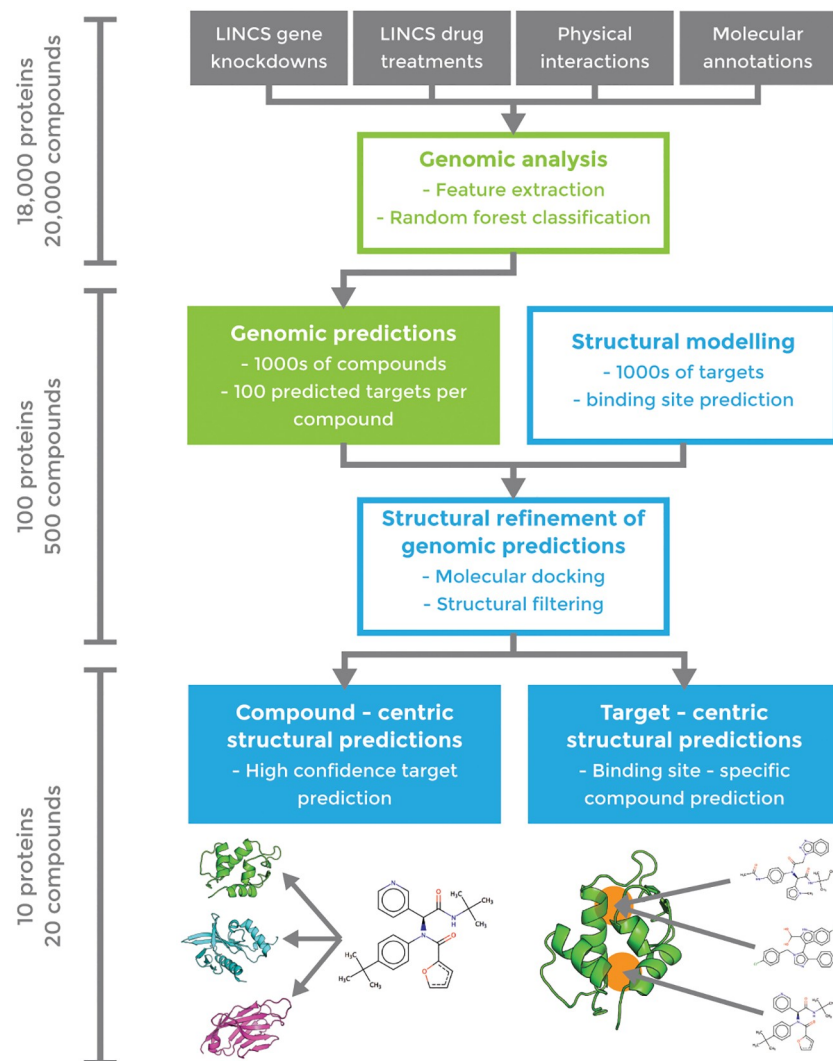 LINCS gene
knockdowns
LINCS drug
treatments
Physical
interactions
Molecular
annotations
18,000 proteins
20,000 compounds
Genomic analysis
- Feature extraction
- Random forest classification
100 proteins
500 compounds
Genomic predictions
- 1000s of compounds
- 100 predicted targets per
compound
Structural modelling
- 1000s of targets
- binding site prediction
Structural refinement of
genomic predictions
- Molecular docking
- Structural filtering
10 proteins
20 compounds
Compound - centric
structural predictions
- High confidence target
prediction
Target - centric
structural predictions
- Binding site - specific
compound prediction